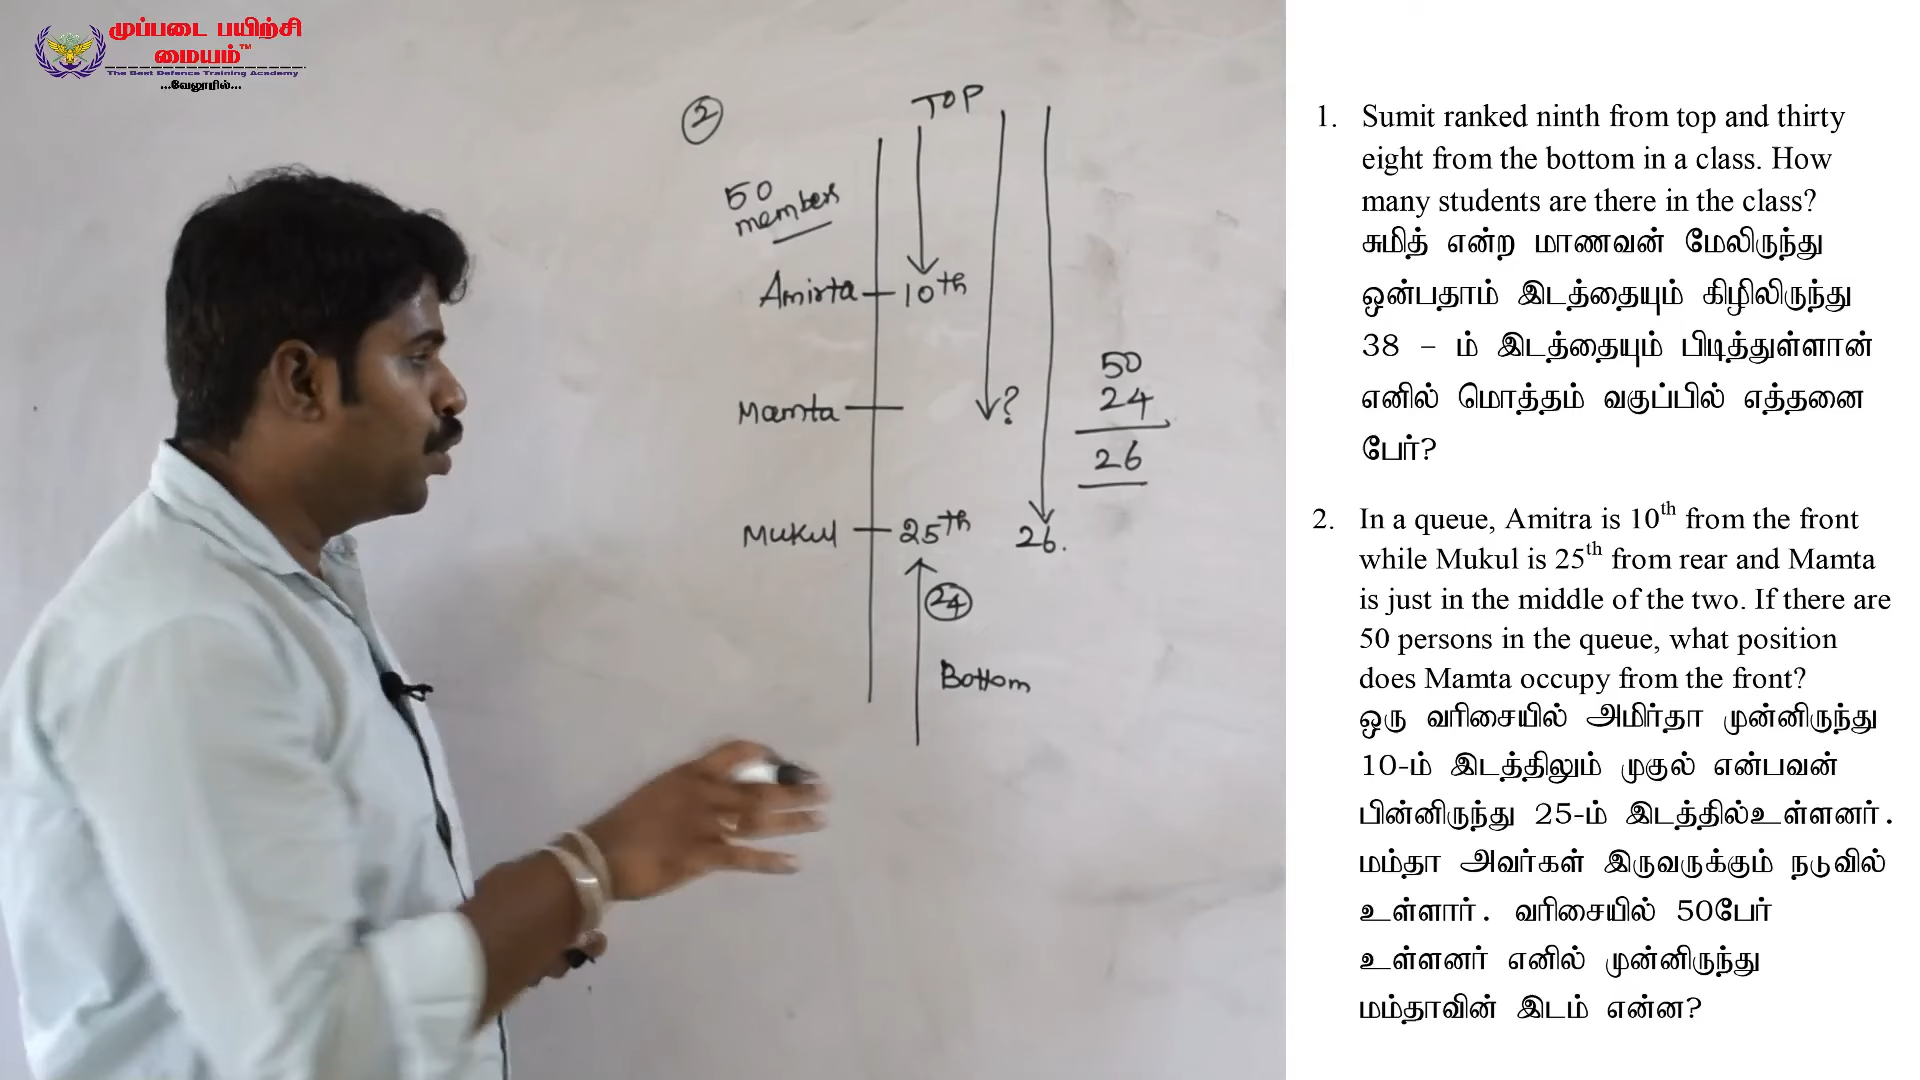 முப்படை பயிற்சி
மையம்™
The Best Defence Training Academy
...வேலூரில்...
2
TOP
50
members
Amirta 10th
50
24
26
Mamta ?
Mukul 25th 26.
24
Bottom
1. Sumit ranked ninth from top and thirty
eight from the bottom in a class. How
many students are there in the class?
சுமித் என்ற மாணவன் மேலிருந்து
ஒன்பதாம் இடத்தையும் கிழிலிருந்து
38 – ம் இடத்தையும் பிடித்துள்ளான்
எனில் மொத்தம் வகுப்பில் எத்தனை
பேர்?
2. In a queue, Amitra is 10th from the front
while Mukul is 25th from rear and Mamta
is just in the middle of the two. If there are
50 persons in the queue, what position
does Mamta occupy from the front?
ஒரு வரிசையில் அமிர்தா முன்னிருந்து
10-ம் இடத்திலும் முகுல் என்பவன்
பின்னிருந்து 25-ம் இடத்தில்உள்ளனர்.
மம்தா அவர்கள் இருவருக்கும் நடுவில்
உள்ளார். வரிசையில் 50பேர்
உள்ளனர் எனில் முன்னிருந்து
மம்தாவின் இடம் என்ன?